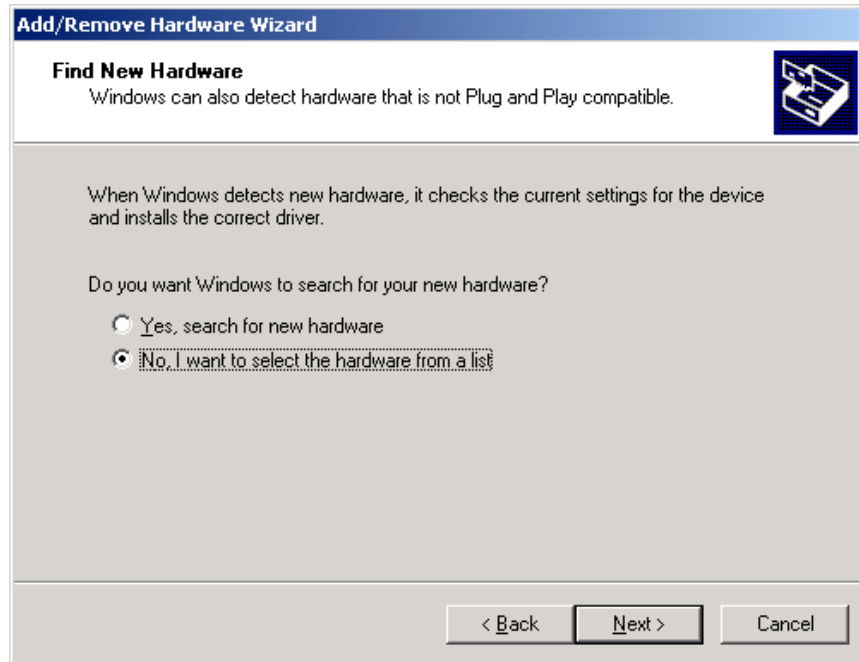 Add/Remove Hardware Wizard
Find New Hardware
Windows can also detect hardware that is not Plug and Play compatible.
When Windows detects new hardware, it checks the current settings for the device
and installs the correct driver.
Do you want Windows to search for your new hardware?
Yes, search for new hardware
No, I want to select the hardware from a list
< Back Next > Cancel